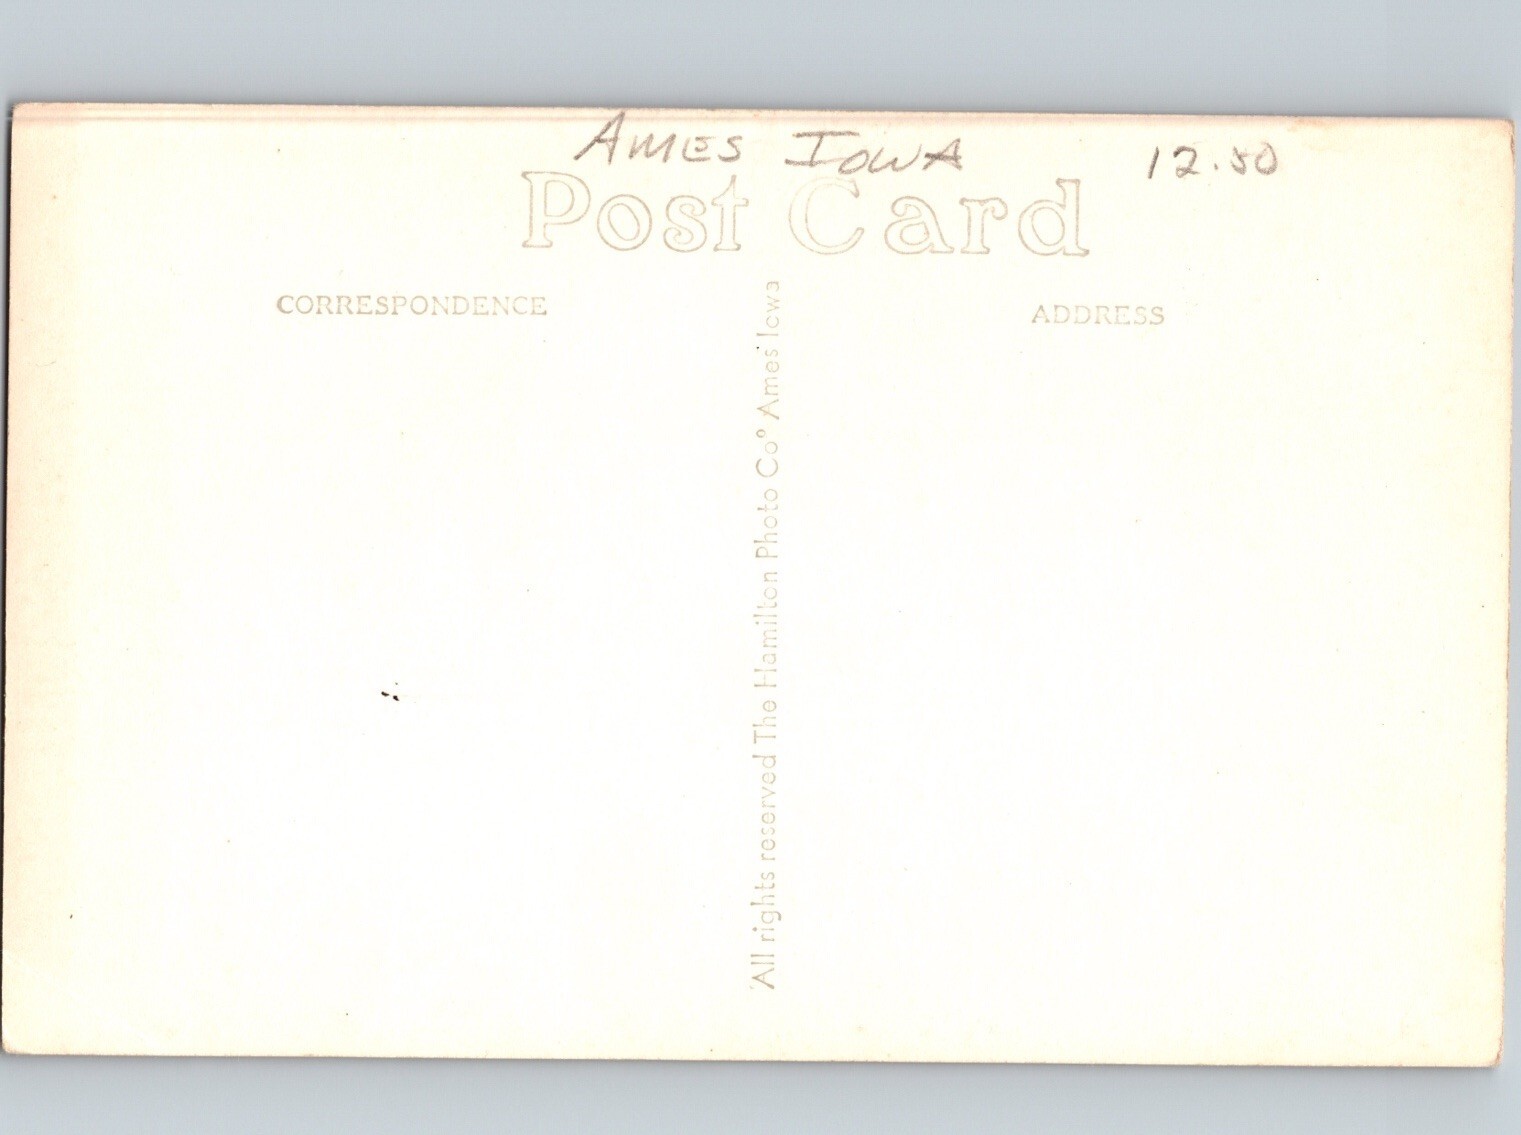 AMES IOWA 12.50
Post Card
CORRESPONDENCE
ADDRESS
All rights reserved The Hamilton Photo Co° Ames Iowa